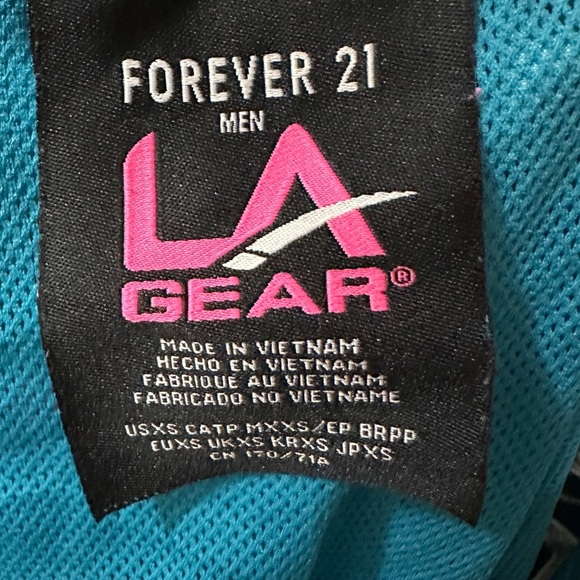 FOREVER 21
MEN
LA
GEAR®
MADE IN VIETNAM
HECHO EN VIETNAM
FABRIQUÉ AU VIETNAM
FABRICADO NO VIETNAME
USXS CATP MXXS/EP BRPP
EUXS UKXS KRXS JPXS
CN 170/71A